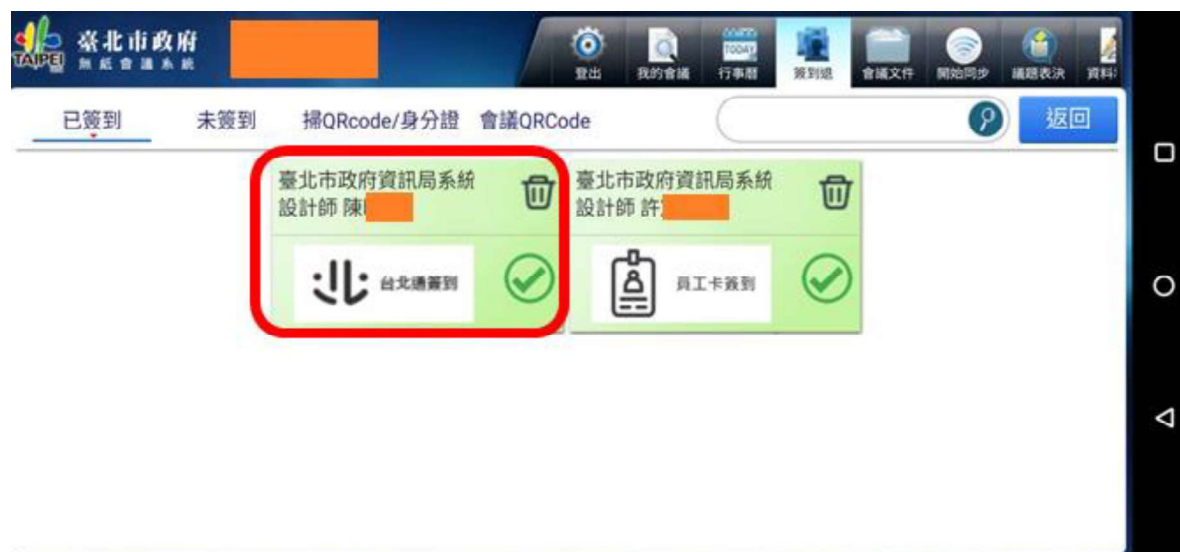 TAIPEI
臺北市政府
無紙會議系統
登出
我的會議
TODAY
行事曆
簽到退
會議文件
開始同步
議題表決
資料
已簽到
未簽到
掃QRcode/身分證
會議QRCode
返回
臺北市政府資訊局系統
設計師 陳
台北通簽到
臺北市政府資訊局系統
設計師 許
員工卡簽到